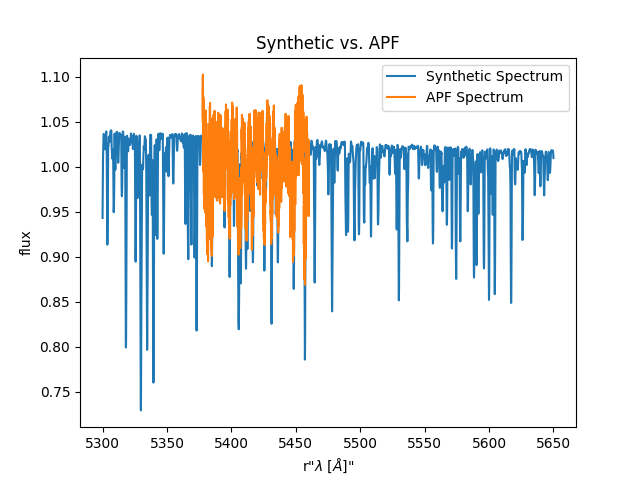 Synthetic vs. APF
Synthetic Spectrum
APF Spectrum
1.10
1.05
1.00
0.95
0.90
0.85
0.80
0.75
flux
5300 5350 5400 5450 5500 5550 5600 5650
r"λ [Å]"